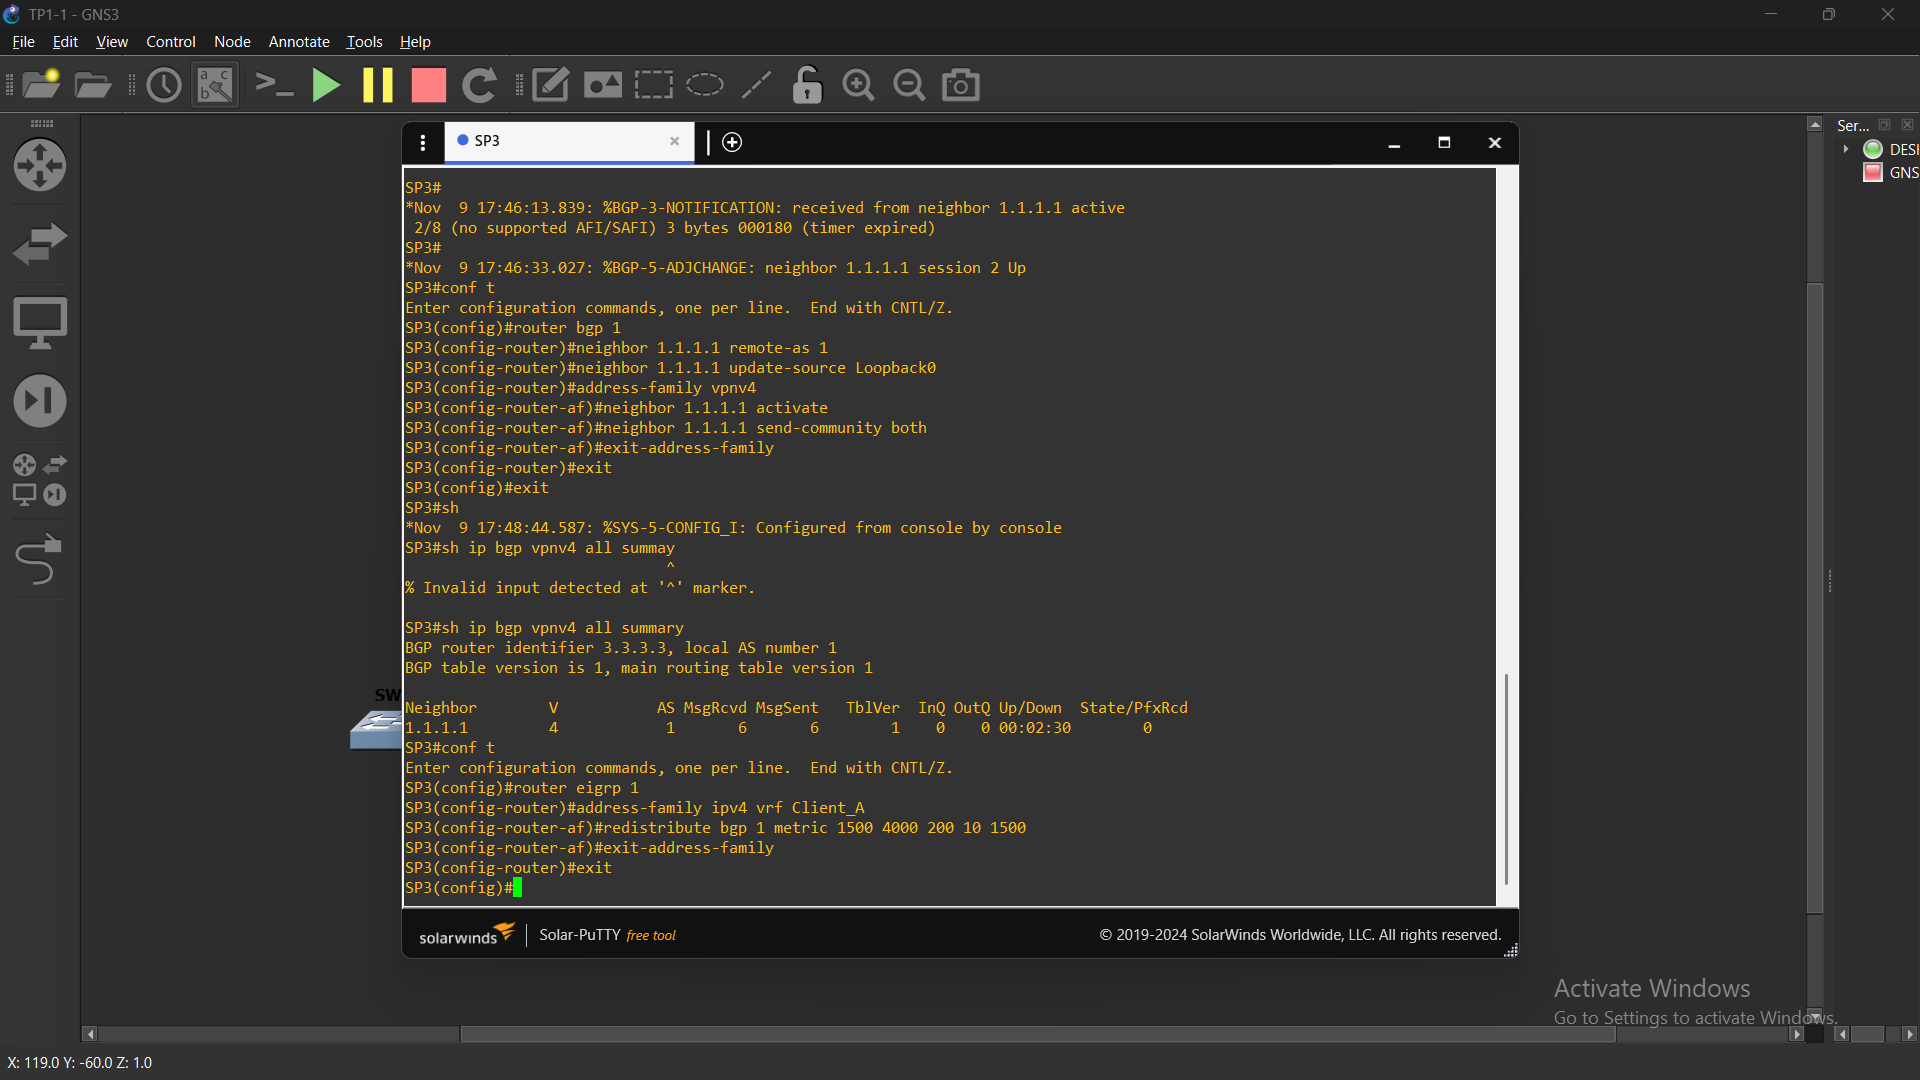 TP1-1 - GNS3
File Edit View Control Node Annotate Tools Help
SP3
Ser...
DESH
GNS
SP3#
*Nov  9 17:46:13.839: %BGP-3-NOTIFICATION: received from neighbor 1.1.1.1 active
 2/8 (no supported AFI/SAFI) 3 bytes 000180 (timer expired)
SP3#
*Nov  9 17:46:33.027: %BGP-5-ADJCHANGE: neighbor 1.1.1.1 session 2 Up
SP3#conf t
Enter configuration commands, one per line.  End with CNTL/Z.
SP3(config)#router bgp 1
SP3(config-router)#neighbor 1.1.1.1 remote-as 1
SP3(config-router)#neighbor 1.1.1.1 update-source Loopback0
SP3(config-router)#address-family vpnv4
SP3(config-router-af)#neighbor 1.1.1.1 activate
SP3(config-router-af)#neighbor 1.1.1.1 send-community both
SP3(config-router-af)#exit-address-family
SP3(config-router)#exit
SP3(config)#exit
SP3#sh
*Nov  9 17:48:44.587: %SYS-5-CONFIG_I: Configured from console by console
SP3#sh ip bgp vpnv4 all summay
^
% Invalid input detected at '^' marker.
SP3#sh ip bgp vpnv4 all summary
BGP router identifier 3.3.3.3, local AS number 1
BGP table version is 1, main routing table version 1
Neighbor        V           AS MsgRcvd MsgSent   TblVer  InQ OutQ Up/Down  State/PfxRcd
1.1.1.1         4            1       6       6        1    0    0 00:02:30        0
SP3#conf t
Enter configuration commands, one per line.  End with CNTL/Z.
SP3(config)#router eigrp 1
SP3(config-router)#address-family ipv4 vrf Client_A
SP3(config-router-af)#redistribute bgp 1 metric 1500 4000 200 10 1500
SP3(config-router-af)#exit-address-family
SP3(config-router)#exit
SP3(config)#
SW
solarwinds Solar-PuTTY free tool © 2019-2024 SolarWinds Worldwide, LLC. All rights reserved.
Activate Windows
Go to Settings to activate Windows.
X: 119.0 Y: -60.0 Z: 1.0